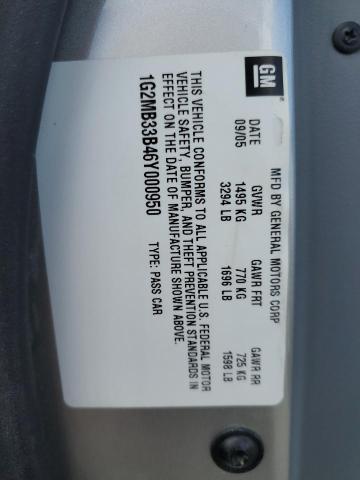 GM
MFD BY GENERAL MOTORS CORP
DATE GVWR GAWR FRT GAWR RR
09/05 1495 KG 770 KG 725 KG
3294 LB 1696 LB 1598 LB
THIS VEHICLE CONFORMS TO ALL APPLICABLE U.S. FEDERAL MOTOR
VEHICLE SAFETY, BUMPER, AND THEFT PREVENTION STANDARDS IN
EFFECT ON THE DATE OF MANUFACTURE SHOWN ABOVE.
1G2MB33B46Y000950 TYPE: PASS CAR